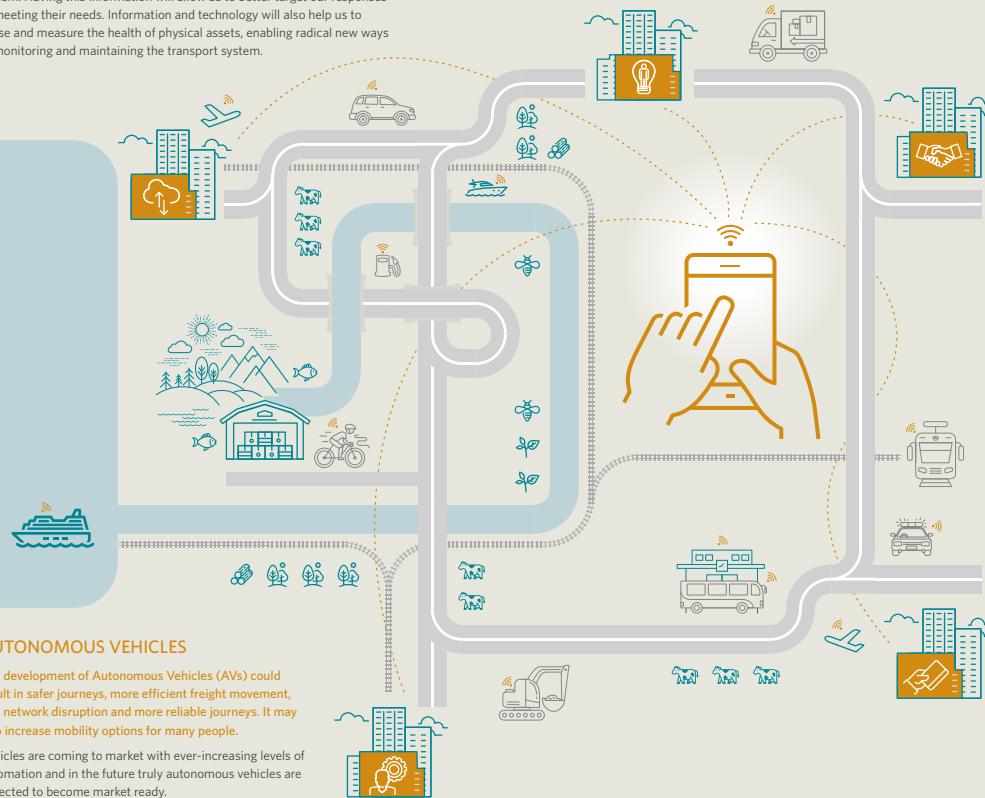 meeting their needs. Information and technology will also help us to
se and measure the health of physical assets, enabling radical new ways
monitoring and maintaining the transport system.
UTONOMOUS VEHICLES
development of Autonomous Vehicles (AVs) could
ult in safer journeys, more efficient freight movement,
network disruption and more reliable journeys. It may
o increase mobility options for many people.
icles are coming to market with ever-increasing levels of
omation and in the future truly autonomous vehicles are
ected to become market ready.